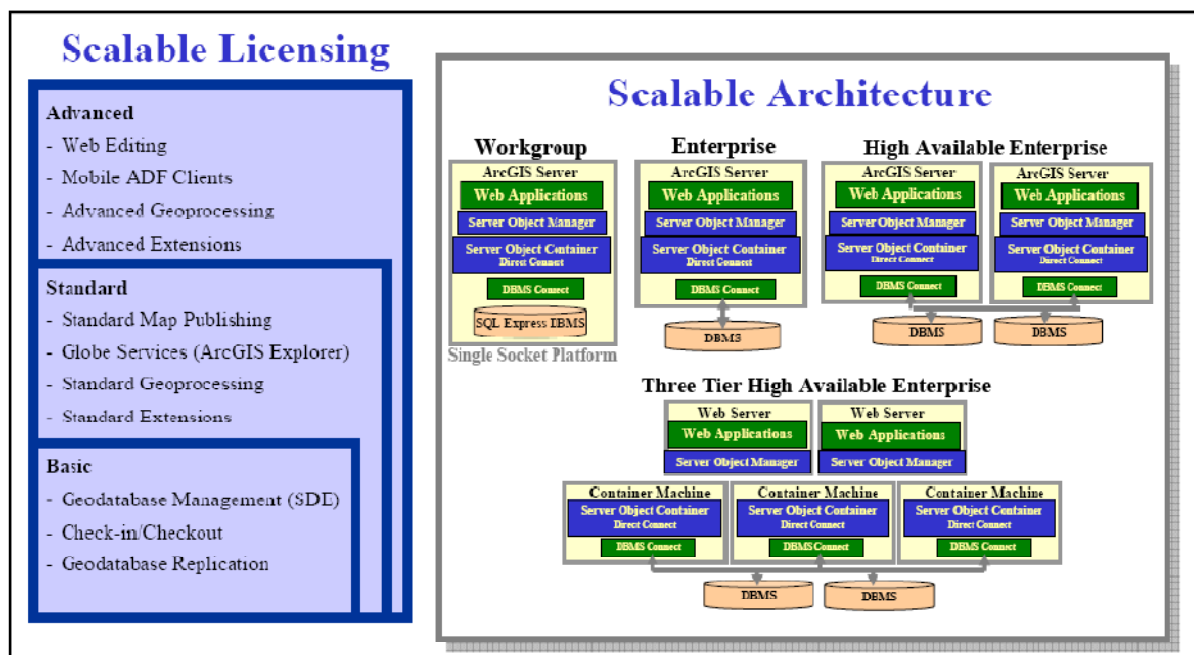 Scalable Licensing
Advanced
- Web Editing
- Mobile ADF Clients
- Advanced Geoprocessing
- Advanced Extensions
Standard
- Standard Map Publishing
- Globe Services (ArcGIS Explorer)
- Standard Geoprocessing
- Standard Extensions
Basic
- Geodatabase Management (SDE)
- Check-in/Checkout
- Geodatabase Replication
Scalable Architecture
Workgroup
ArcGIS Server
Web Applications
Server Object Manager
Server Object Container
Direct Connect
DBMS Connect
SQL Express DBMS
Single Socket Platform
Enterprise
ArcGIS Server
Web Applications
Server Object Manager
Server Object Container
Direct Connect
DBMS Connect
DBMS
High Available Enterprise
ArcGIS Server
Web Applications
Server Object Manager
Server Object Container
Direct Connect
DBMS Connect
ArcGIS Server
Web Applications
Server Object Manager
Server Object Container
Direct Connect
DBMS Connect
DBMS
DBMS
Three Tier High Available Enterprise
Web Server
Web Applications
Server Object Manager
Web Server
Web Applications
Server Object Manager
Container Machine
Server Object Container
Direct Connect
DBMS Connect
Container Machine
Server Object Container
Direct Connect
DBMS Connect
Container Machine
Server Object Container
Direct Connect
DBMS Connect
DBMS
DBMS